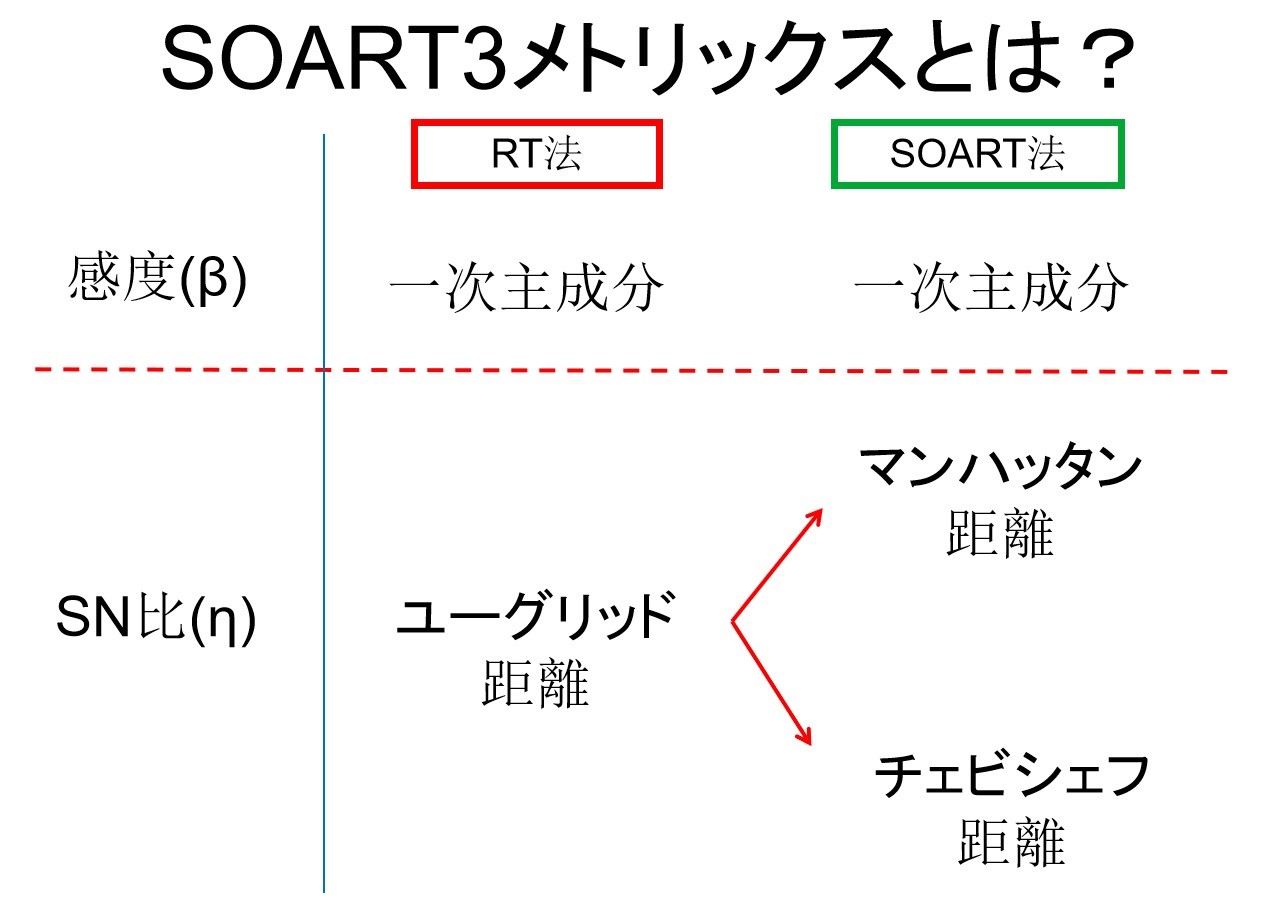 SOART3メトリックスとは？
RT法
SOART法
感度(β)
一次主成分
一次主成分
SN比(η)
ユーグリッド
距離
マンハッタン
距離
チェビシェフ
距離